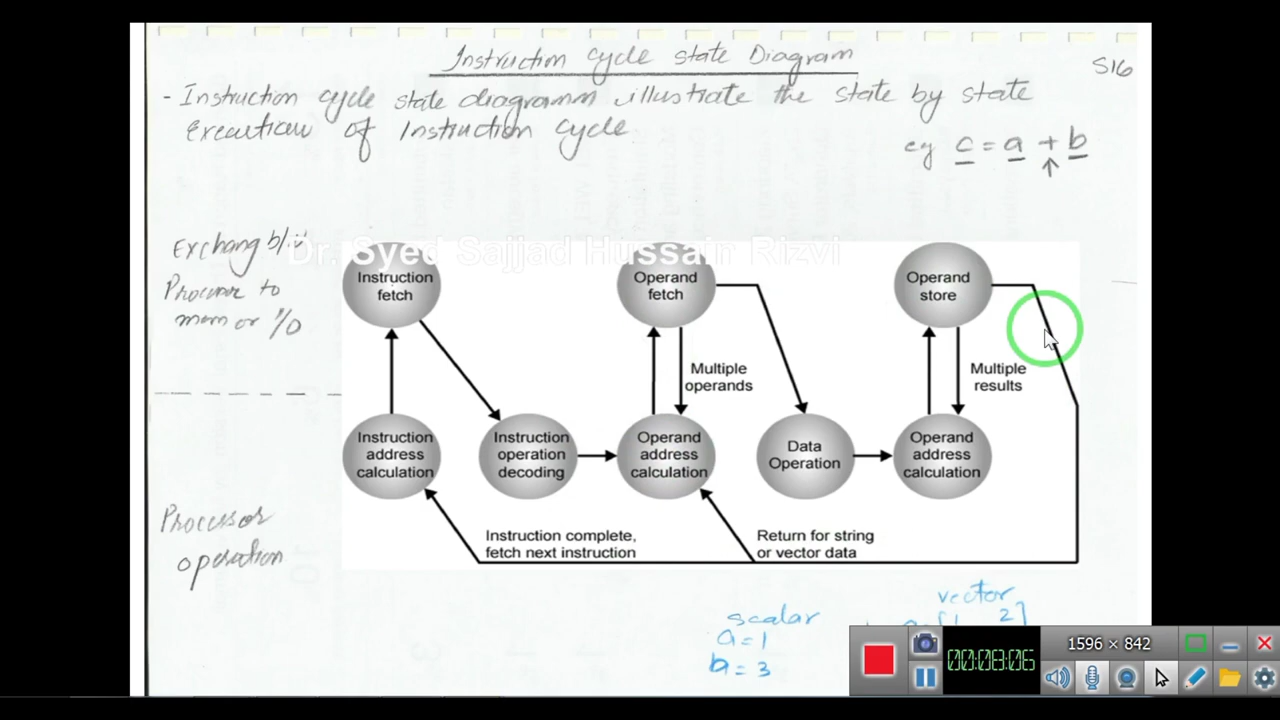 Instruction cycle state Diagram
S16
- Instruction cycle state diagramm illustrate the state by state
Execution of Instruction cycle
eg c = a + b
↑
Exchang b/w
Processor to
mem or I/O
Dr. Syed Sajjad Hussain Rizvi
Instruction
fetch
Operand
fetch
Operand
store
Multiple
operands
Multiple
results
Instruction
address
calculation
Instruction
operation
decoding
Operand
address
calculation
Data
Operation
Operand
address
calculation
Processor
operation
Instruction complete,
fetch next instruction
Return for string
or vector data
scalar
a = 1
b = 3
vector
2]
1596 × 842
00:03:06